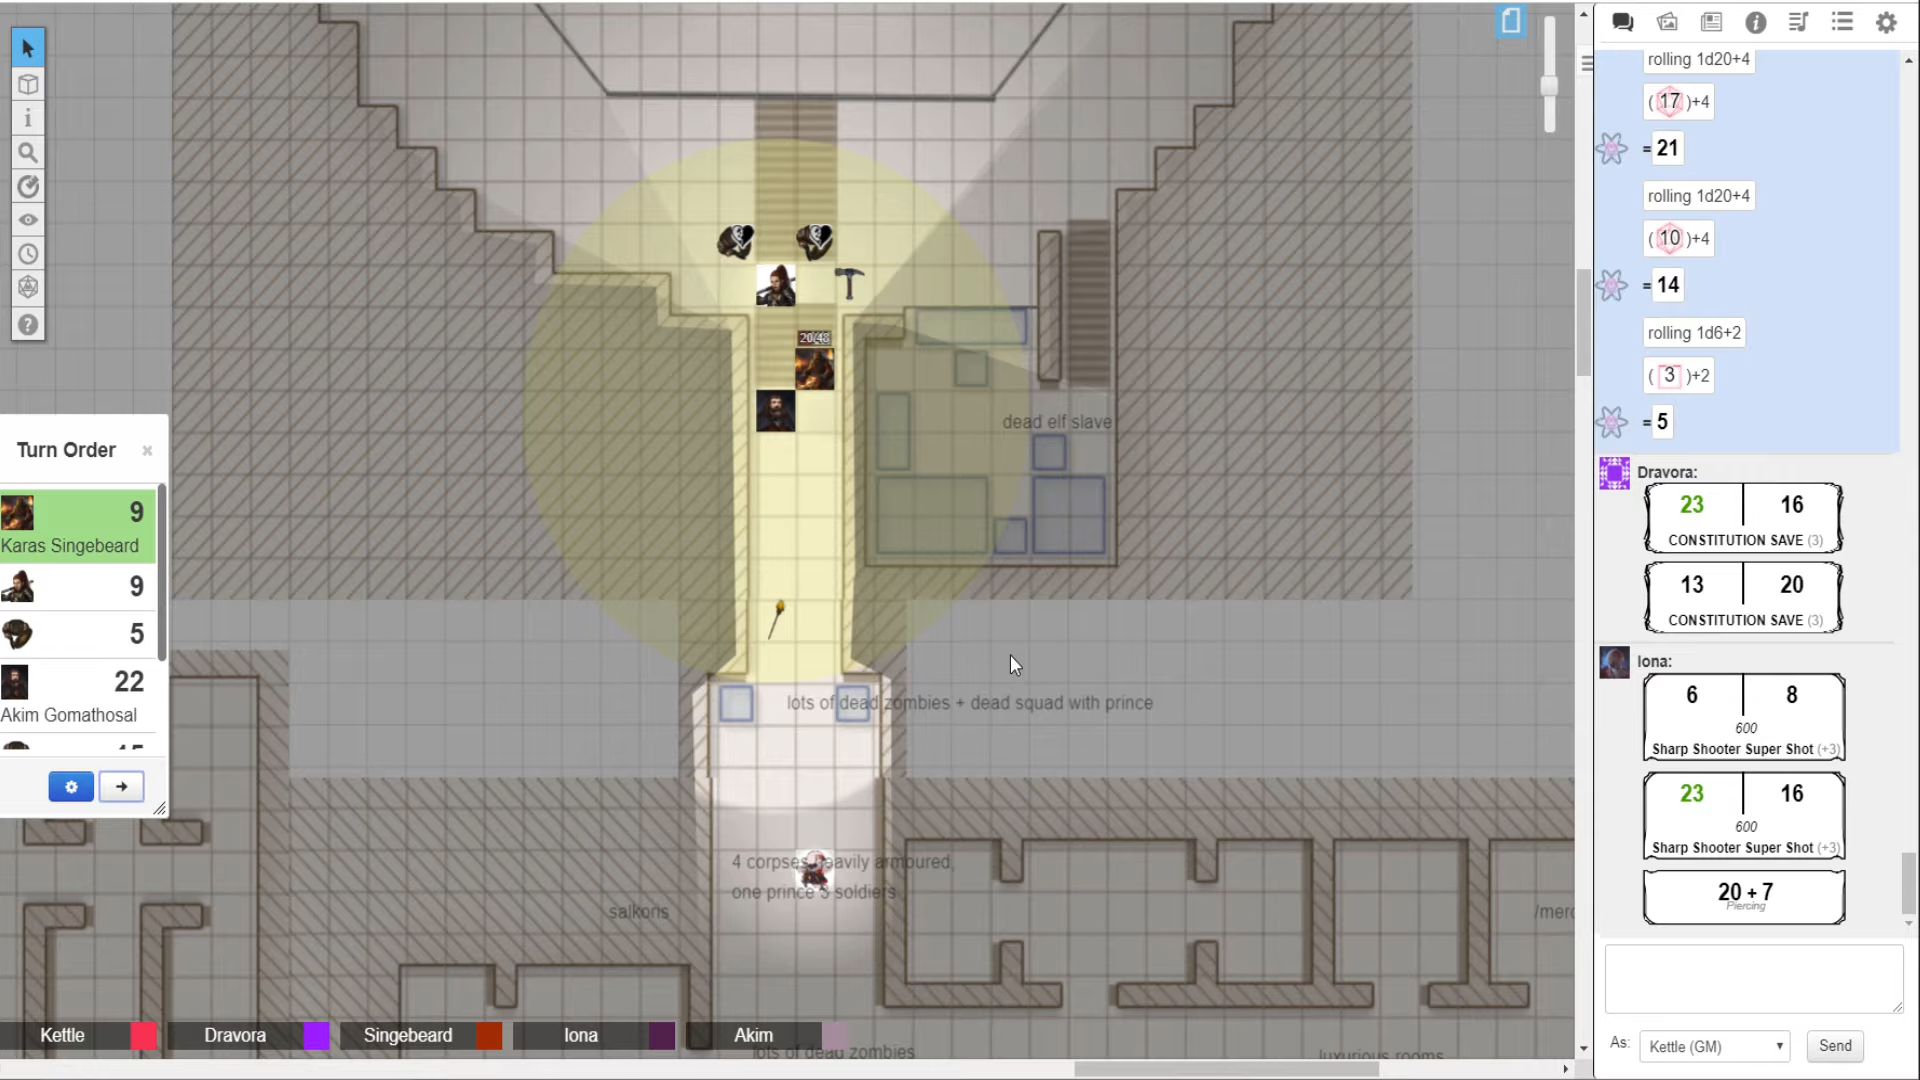 rolling 1d20+4
(17)+4
=21
rolling 1d20+4
(10)+4
=14
rolling 1d6+2
(3)+2
=5
Dravora:
23 16
CONSTITUTION SAVE (3)
13 20
CONSTITUTION SAVE (3)
Iona:
6 8
600
Sharp Shooter Super Shot (+3)
23 16
600
Sharp Shooter Super Shot (+3)
20 + 7
Piercing
As: Kettle (GM)
Send
20/48
dead elf slave
lots of dead zombies + dead squad with prince
4 corpses heavily armoured,
one prince 3 soldiers
salkoris
lots of dead zombies
luxurious rooms
Turn Order
×
9
Karas Singebeard
9
5
22
Akim Gomathosal
15
Kettle
Dravora
Singebeard
Iona
Akim